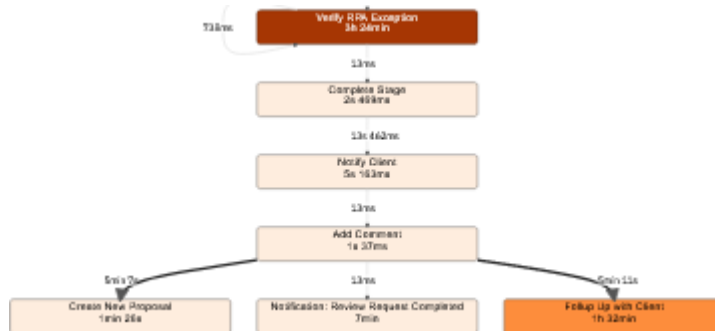 Verify RPA Exception
3h 24min
738ms
13ms
Complete Stage
2s 469ms
13s 462ms
Notify Client
5s 163ms
13ms
Add Comment
1s 37ms
5min 7s
13ms
5min 11s
Create New Proposal
1min 26s
Notification: Review Request Completed
7min
Follup Up with Client
1h 32min